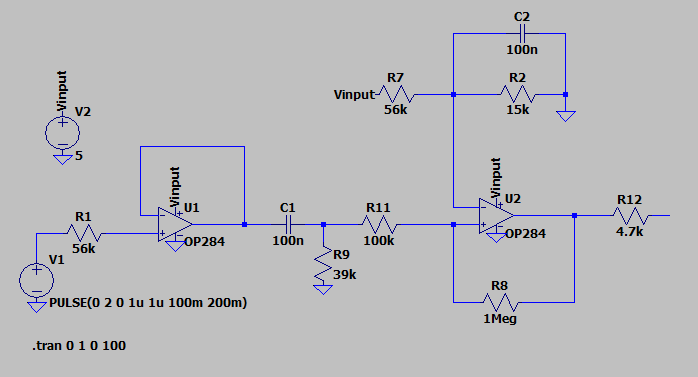 C2
100n
Vinput
R7
56k
R2
15k
Vinput
V2
5
Vinput
U1
OP284
R1
56k
C1
100n
R11
100k
R9
39k
Vinput
U2
OP284
R12
4.7k
R8
1Meg
V1
PULSE(0 2 0 1u 1u 100m 200m)
.tran 0 1 0 100